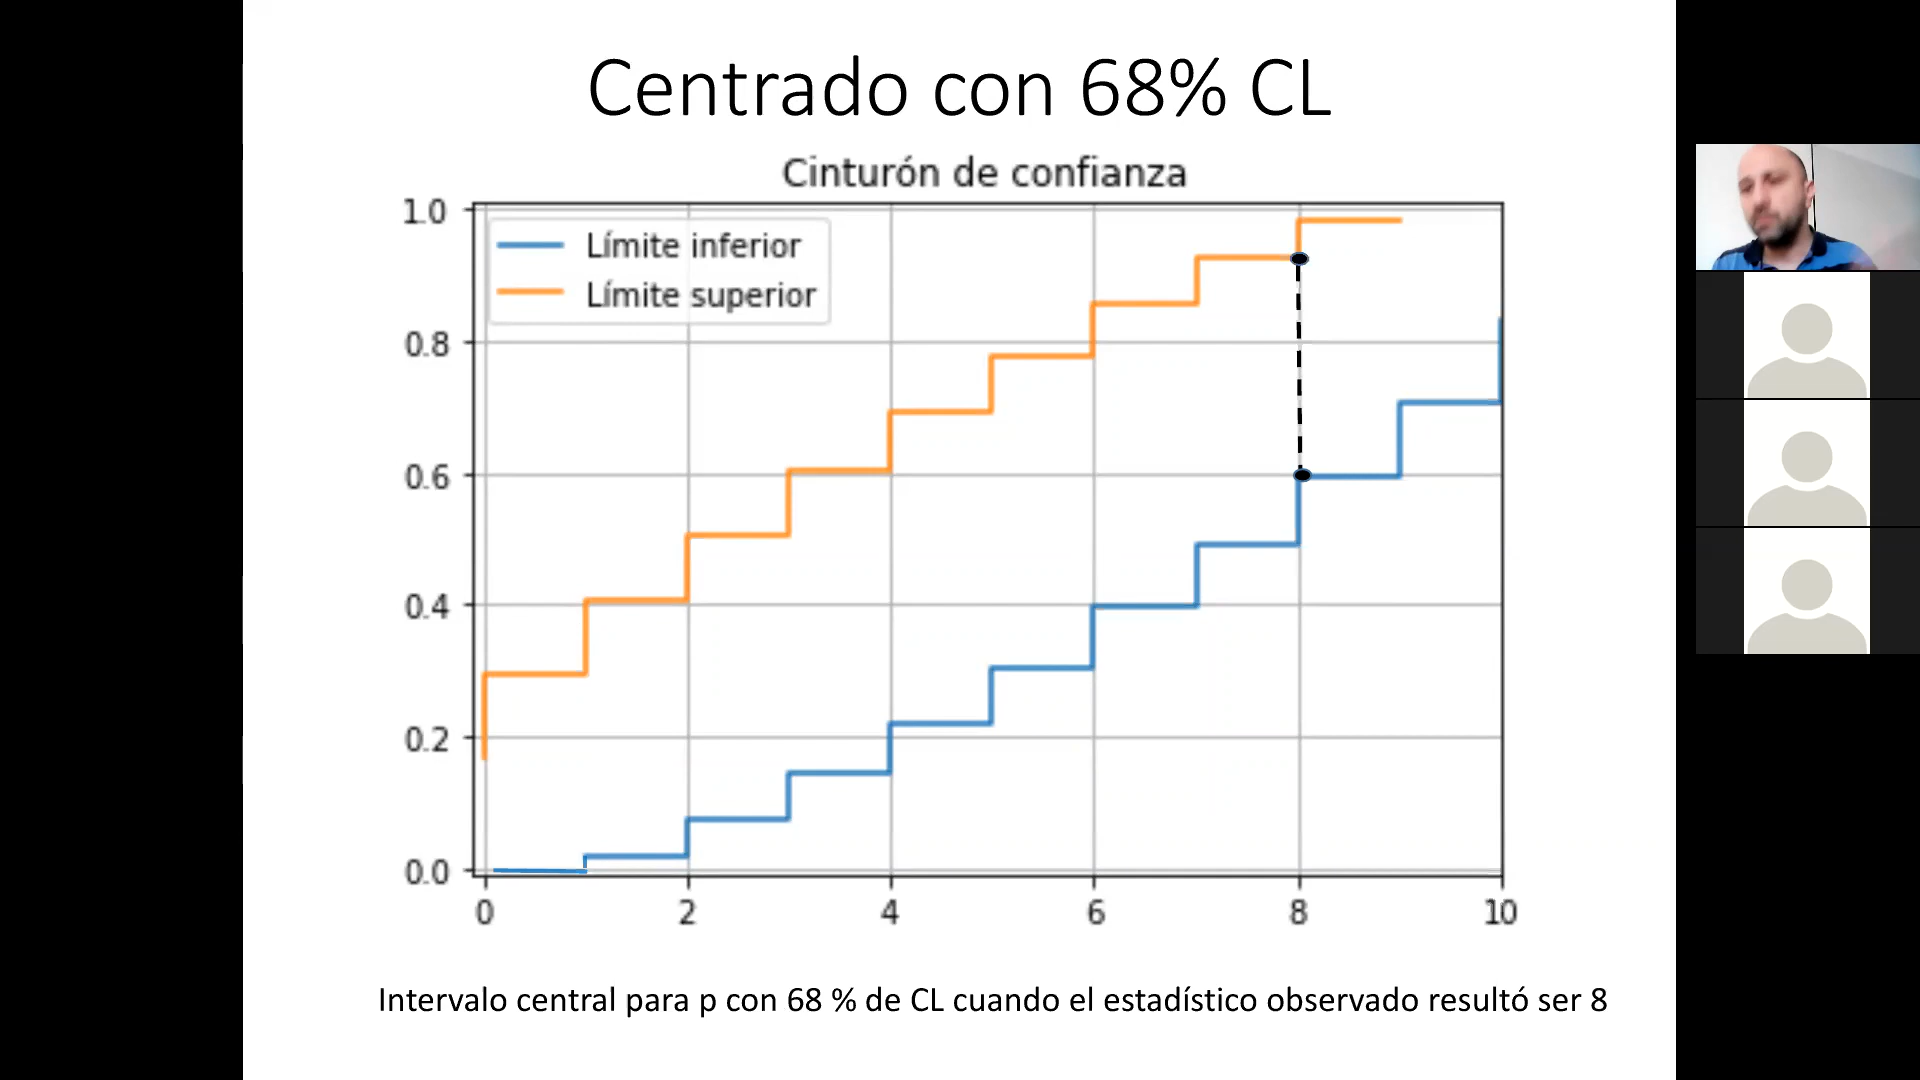 Centrado con 68% CL
Cinturón de confianza
Límite inferior
Límite superior
1.0
0.8
0.6
0.4
0.2
0.0
0 2 4 6 8 10
Intervalo central para p con 68 % de CL cuando el estadístico observado resultó ser 8